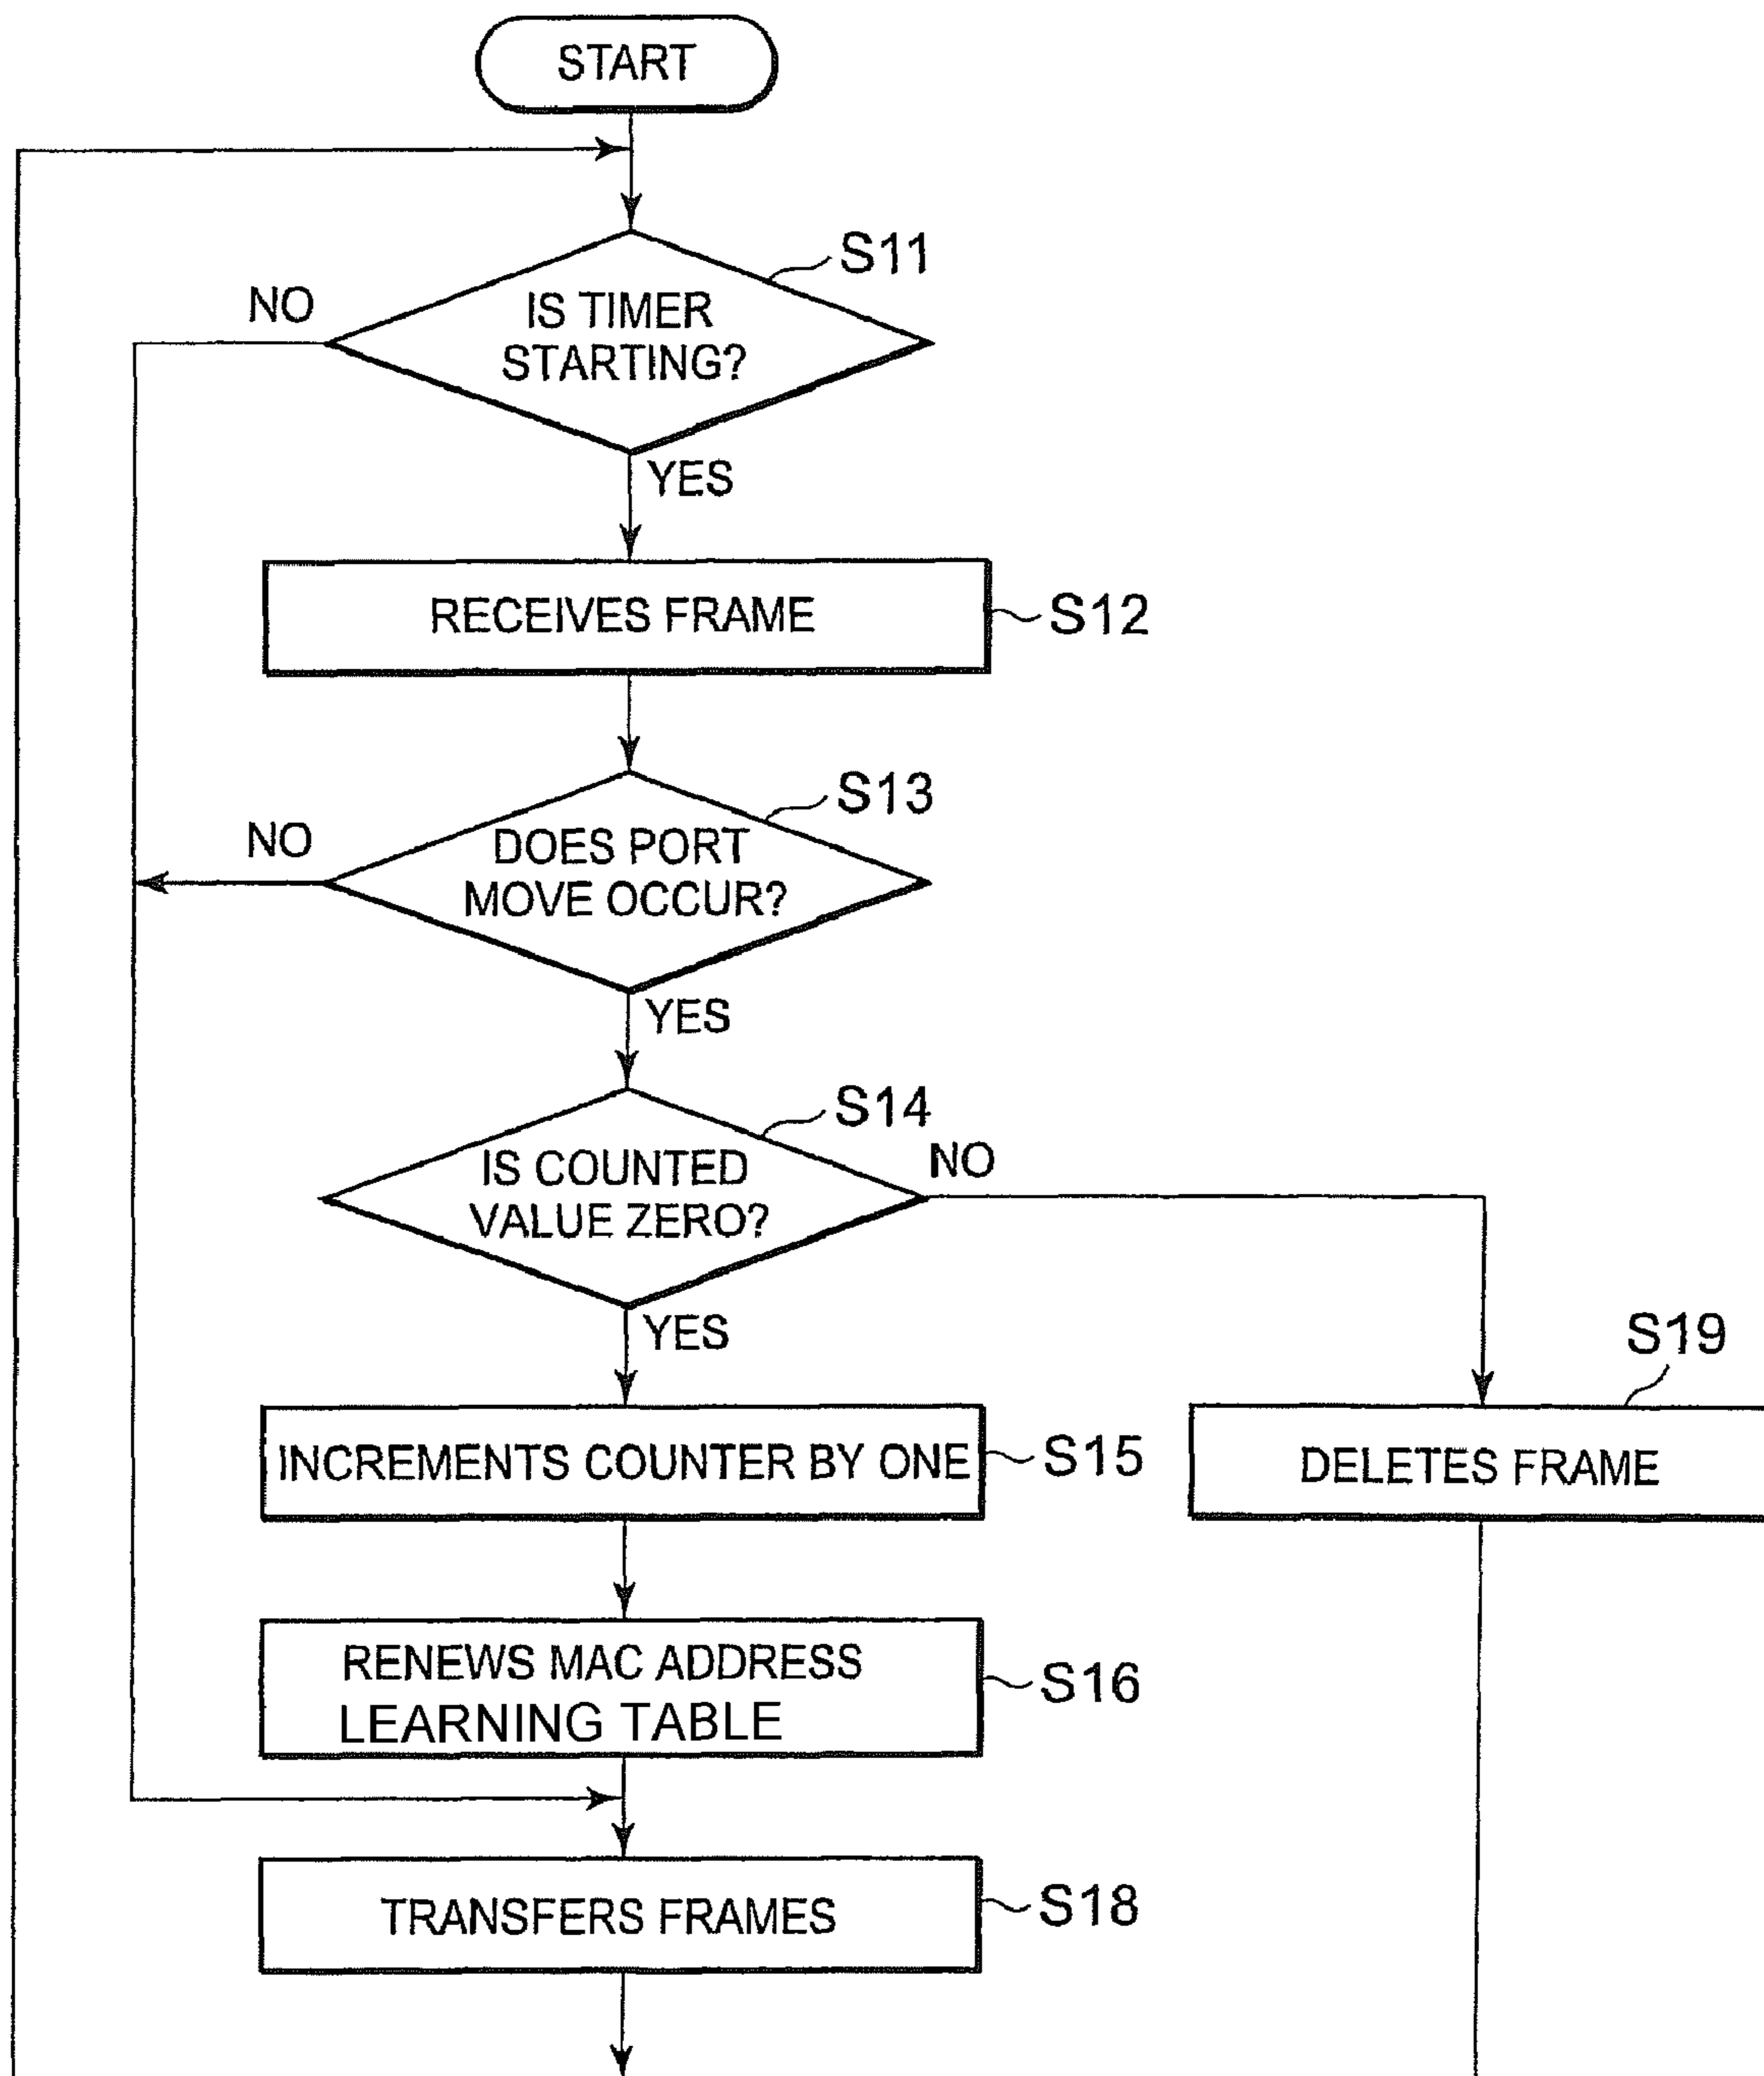 START
S11
NO
IS TIMER
STARTING?
YES
RECEIVES FRAME
S12
S13
NO
DOES PORT
MOVE OCCUR?
YES
S14
IS COUNTED
VALUE ZERO?
NO
YES
S19
INCREMENTS COUNTER BY ONE
S15
DELETES FRAME
RENEWS MAC ADDRESS
LEARNING TABLE
S16
TRANSFERS FRAMES
S18